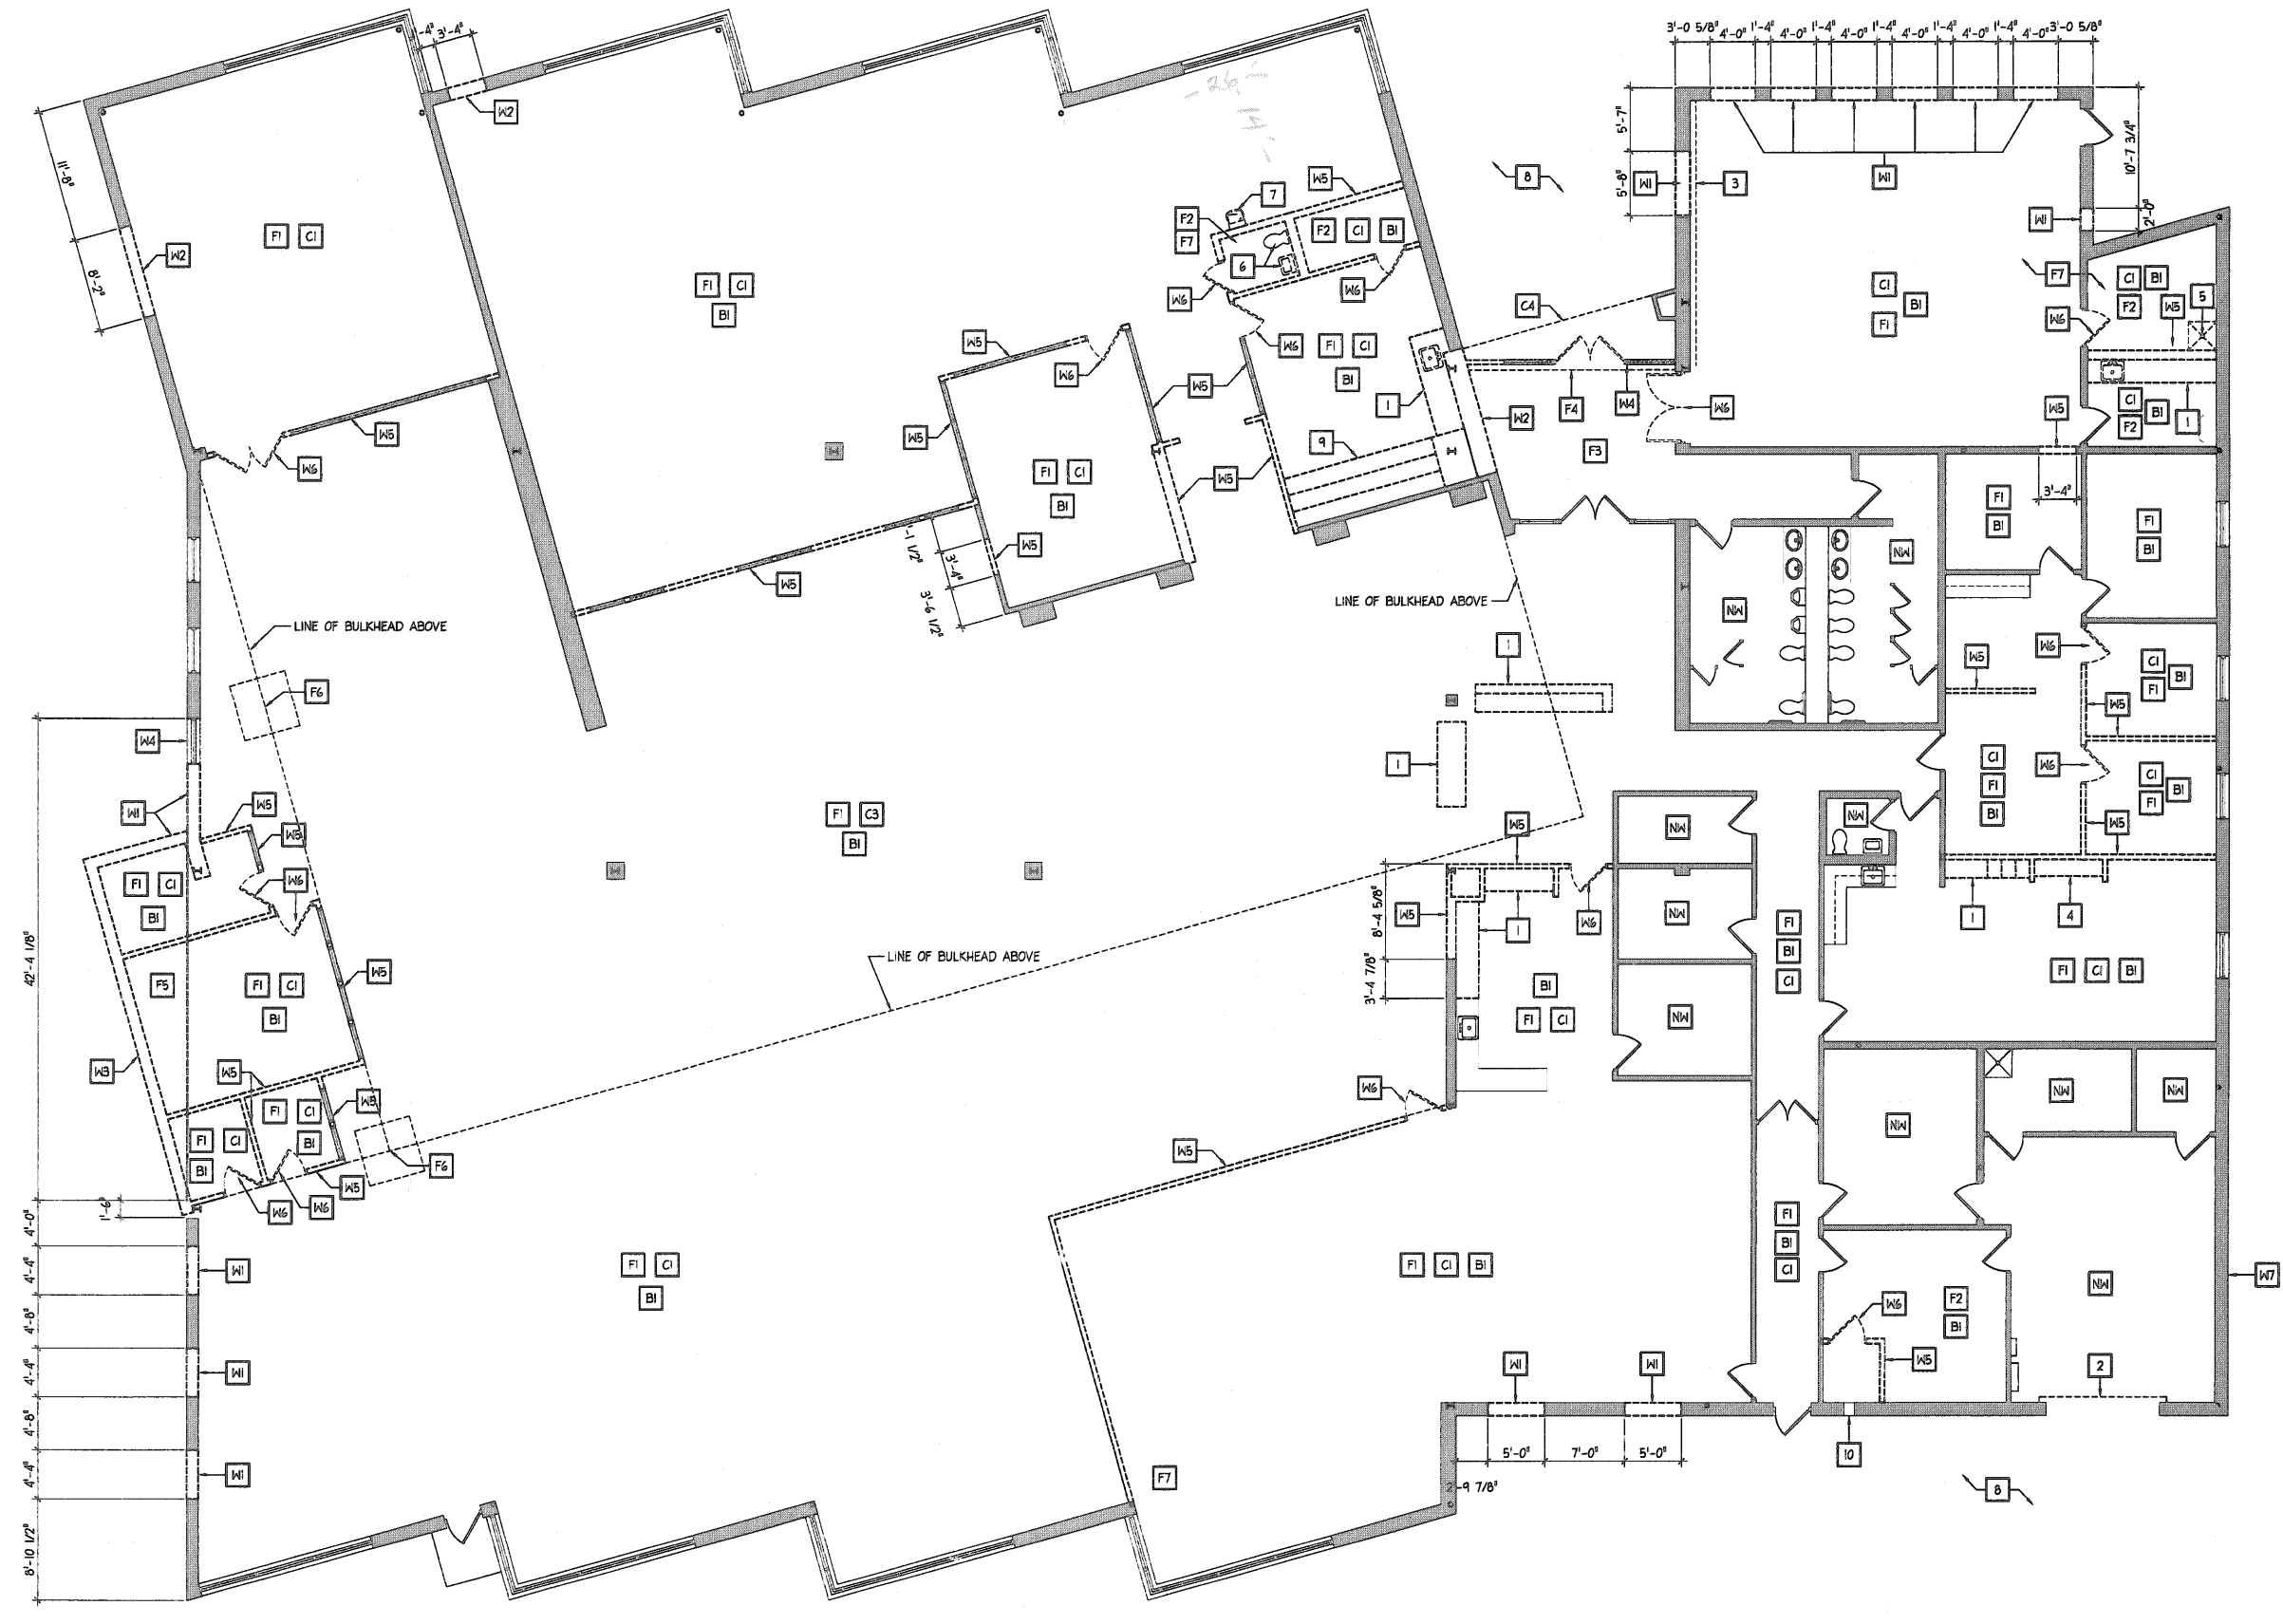 3'-0 5/8" 4'-0" 1'-4" 4'-0" 1'-4" 4'-0" 1'-4" 4'-0" 1'-4" 4'-0" 1'-4" 4'-0" 3'-0 5/8"
-4" 3'-4"
W2
26'-
14'-
5'-7"
10'-7 3/4"
11'-8"
8
W5
W1
3
W1
5'-8"
7
F2
F7
F2 C1 B1
W1
2'-0"
F1 C1
W2
6
8'-2"
F1 C1
B1
W6
W6
F7
C1 B1
F2
W5
5
C1
B1
F1
C4
W6
W5
W6
F1 C1
B1
W6
W5
W5
1
W2
F4
W4
W6
W5
C1
B1
F2
1
W5
W6
9
F3
F1 C1
B1
W5
3'-4"
F1
B1
F1
B1
1'-1 1/2"
W5
3'-4"
W5
3'-6 1/2"
NW
NW
LINE OF BULKHEAD ABOVE
LINE OF BULKHEAD ABOVE
1
W6
W5
C1
B1
F1
F6
W5
W4
1
W6
C1
F1
B1
C1
B1
F1
W1
W5
W5
F1 C3
B1
W5
NW
NW
W5
F1 C1
B1
W6
8'-4 5/8"
W5
1
W6
NW
F1
B1
C1
1
4
42'-4 1/8"
LINE OF BULKHEAD ABOVE
F5
F1 C1
B1
W5
3'-4 7/8"
B1
F1 C1
NW
F1 C1 B1
W3
W5
W5
W6
NW
NW
NW
F1 C1
B1
F1 C1
B1
W5
F6
W5
W6
W6
1'-6"
4'-0"
F1
B1
C1
4'-4"
W1
F1 C1
B1
F1 C1 B1
NW
W7
4'-8"
W6
F2
B1
4'-4"
W1
W1
W1
W5
2
4'-8"
5'-0" 7'-0" 5'-0"
10
4'-4"
W1
F7
-9 7/8"
8
8'-10 1/2"